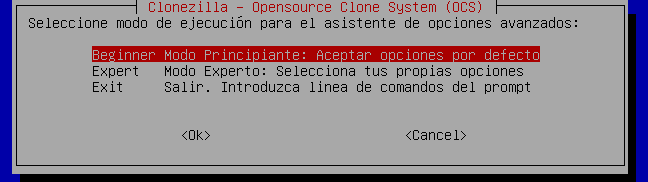 Clonezilla - Opensource Clone System (OCS)
Seleccione modo de ejecución para el asistente de opciones avanzados:
Beginner Modo Principiante: Aceptar opciones por defecto
Expert Modo Experto: Selecciona tus propias opciones
Exit Salir. Introduzca linea de comandos del prompt
<Ok> <Cancel>